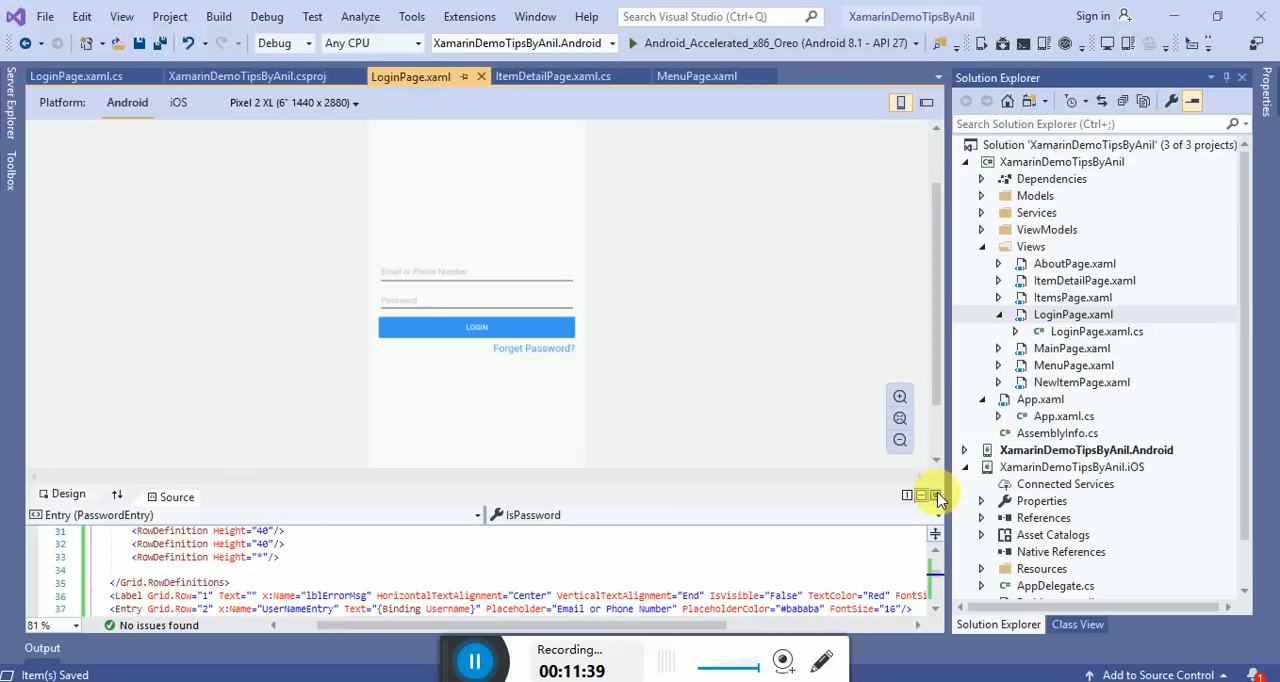 File Edit View Project Build Debug Test Analyze Tools Extensions Window Help Search Visual Studio (Ctrl+Q) XamarinDemoTipsByAnil Sign in
Debug Any CPU XamarinDemoTipsByAnil.Android Android_Accelerated_x86_Oreo (Android 8.1 - API 27)
LoginPage.xaml.cs XamarinDemoTipsByAnil.csproj LoginPage.xaml ItemDetailPage.xaml.cs MenuPage.xaml
Server Explorer
Toolbox
Platform: Android iOS Pixel 2 XL (6" 1440 x 2880)
Email or Phone Number
Password
LOGIN
Forget Password?
Design Source
Entry (PasswordEntry) IsPassword
31 <RowDefinition Height="40"/>
32 <RowDefinition Height="40"/>
33 <RowDefinition Height="*"/>
34
35 </Grid.RowDefinitions>
36 <Label Grid.Row="1" Text="" x:Name="lblErrorMsg" HorizontalTextAlignment="Center" VerticalTextAlignment="End" IsVisible="False" TextColor="Red" FontSi
37 <Entry Grid.Row="2" x:Name="UserNameEntry" Text="{Binding Username}" Placeholder="Email or Phone Number" PlaceholderColor="#bababa" FontSize="16"/>
81 % No issues found
Output
Item(s) Saved
Recording...
00:11:39
Solution Explorer
Search Solution Explorer (Ctrl+;)
Solution 'XamarinDemoTipsByAnil' (3 of 3 projects)
XamarinDemoTipsByAnil
Dependencies
Models
Services
ViewModels
Views
AboutPage.xaml
ItemDetailPage.xaml
ItemsPage.xaml
LoginPage.xaml
LoginPage.xaml.cs
MainPage.xaml
MenuPage.xaml
NewItemPage.xaml
App.xaml
App.xaml.cs
AssemblyInfo.cs
XamarinDemoTipsByAnil.Android
XamarinDemoTipsByAnil.iOS
Connected Services
Properties
References
Asset Catalogs
Native References
Resources
AppDelegate.cs
Solution Explorer Class View
Add to Source Control
1
Properties